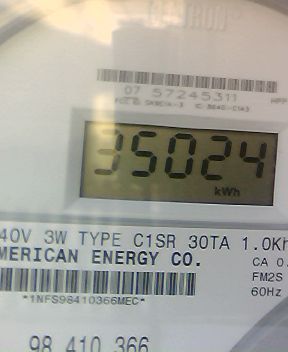 07 57245311
35024
kWh
40V 3W TYPE C1SR 30TA 1.0Kh
MERICAN ENERGY CO.
CA 0.
FM2S
60Hz
*1NFS98410366MEC*
98 410 366